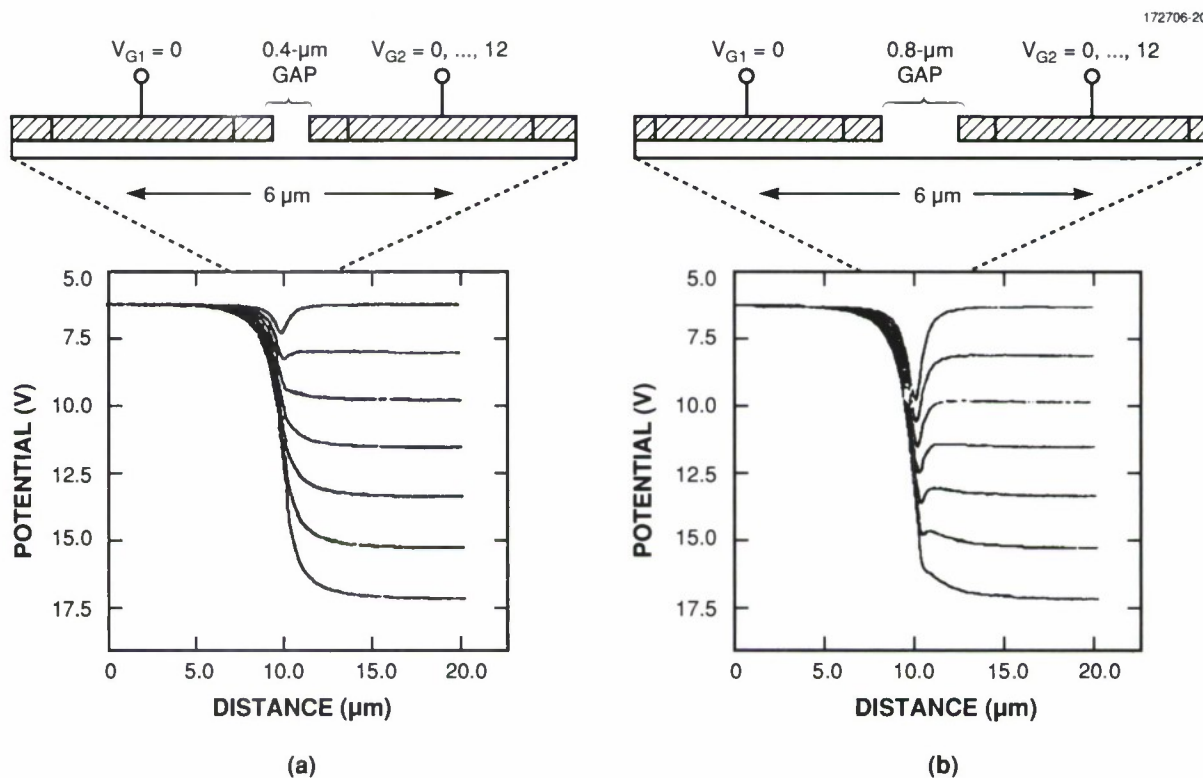 172706-20
V_G1 = 0
0.4-µm
GAP
V_G2 = 0, ..., 12
6 µm
5.0
7.5
10.0
12.5
15.0
17.5
POTENTIAL (V)
0
5.0
10.0
15.0
20.0
DISTANCE (µm)
(a)
V_G1 = 0
0.8-µm
GAP
V_G2 = 0, ..., 12
6 µm
5.0
7.5
10.0
12.5
15.0
17.5
POTENTIAL (V)
0
5.0
10.0
15.0
20.0
DISTANCE (µm)
(b)